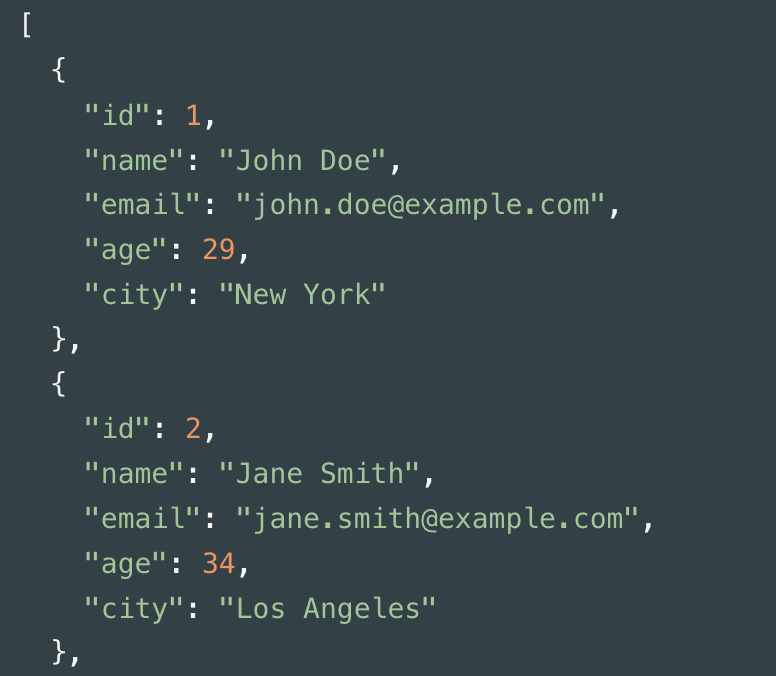 [
  {
    "id": 1,
    "name": "John Doe",
    "email": "john.doe@example.com",
    "age": 29,
    "city": "New York"
  },
  {
    "id": 2,
    "name": "Jane Smith",
    "email": "jane.smith@example.com",
    "age": 34,
    "city": "Los Angeles"
  },